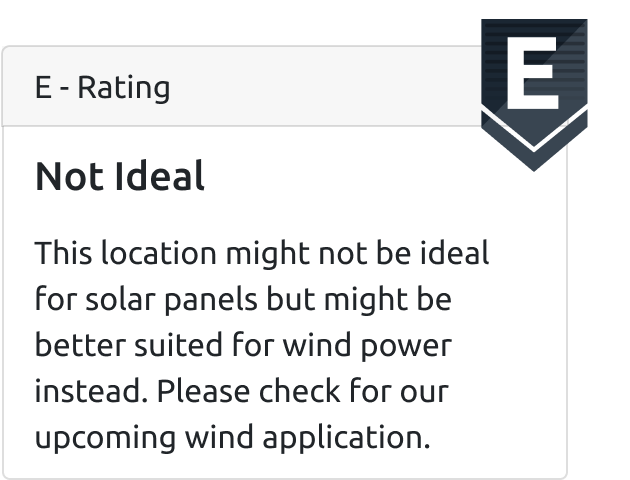 E
E - Rating
Not Ideal
This location might not be ideal
for solar panels but might be
better suited for wind power
instead. Please check for our
upcoming wind application.